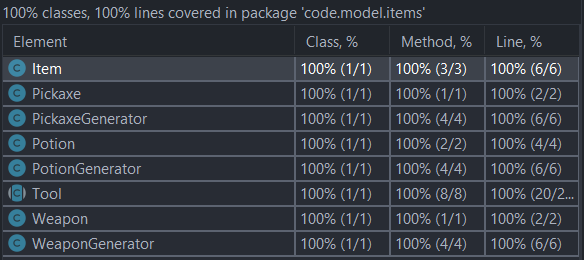 100% classes, 100% lines covered in package 'code.model.items'
Element Class, % Method, % Line, %
Item 100% (1/1) 100% (3/3) 100% (6/6)
Pickaxe 100% (1/1) 100% (1/1) 100% (2/2)
PickaxeGenerator 100% (1/1) 100% (4/4) 100% (6/6)
Potion 100% (1/1) 100% (2/2) 100% (4/4)
PotionGenerator 100% (1/1) 100% (4/4) 100% (6/6)
Tool 100% (1/1) 100% (8/8) 100% (20/2...
Weapon 100% (1/1) 100% (1/1) 100% (2/2)
WeaponGenerator 100% (1/1) 100% (4/4) 100% (6/6)